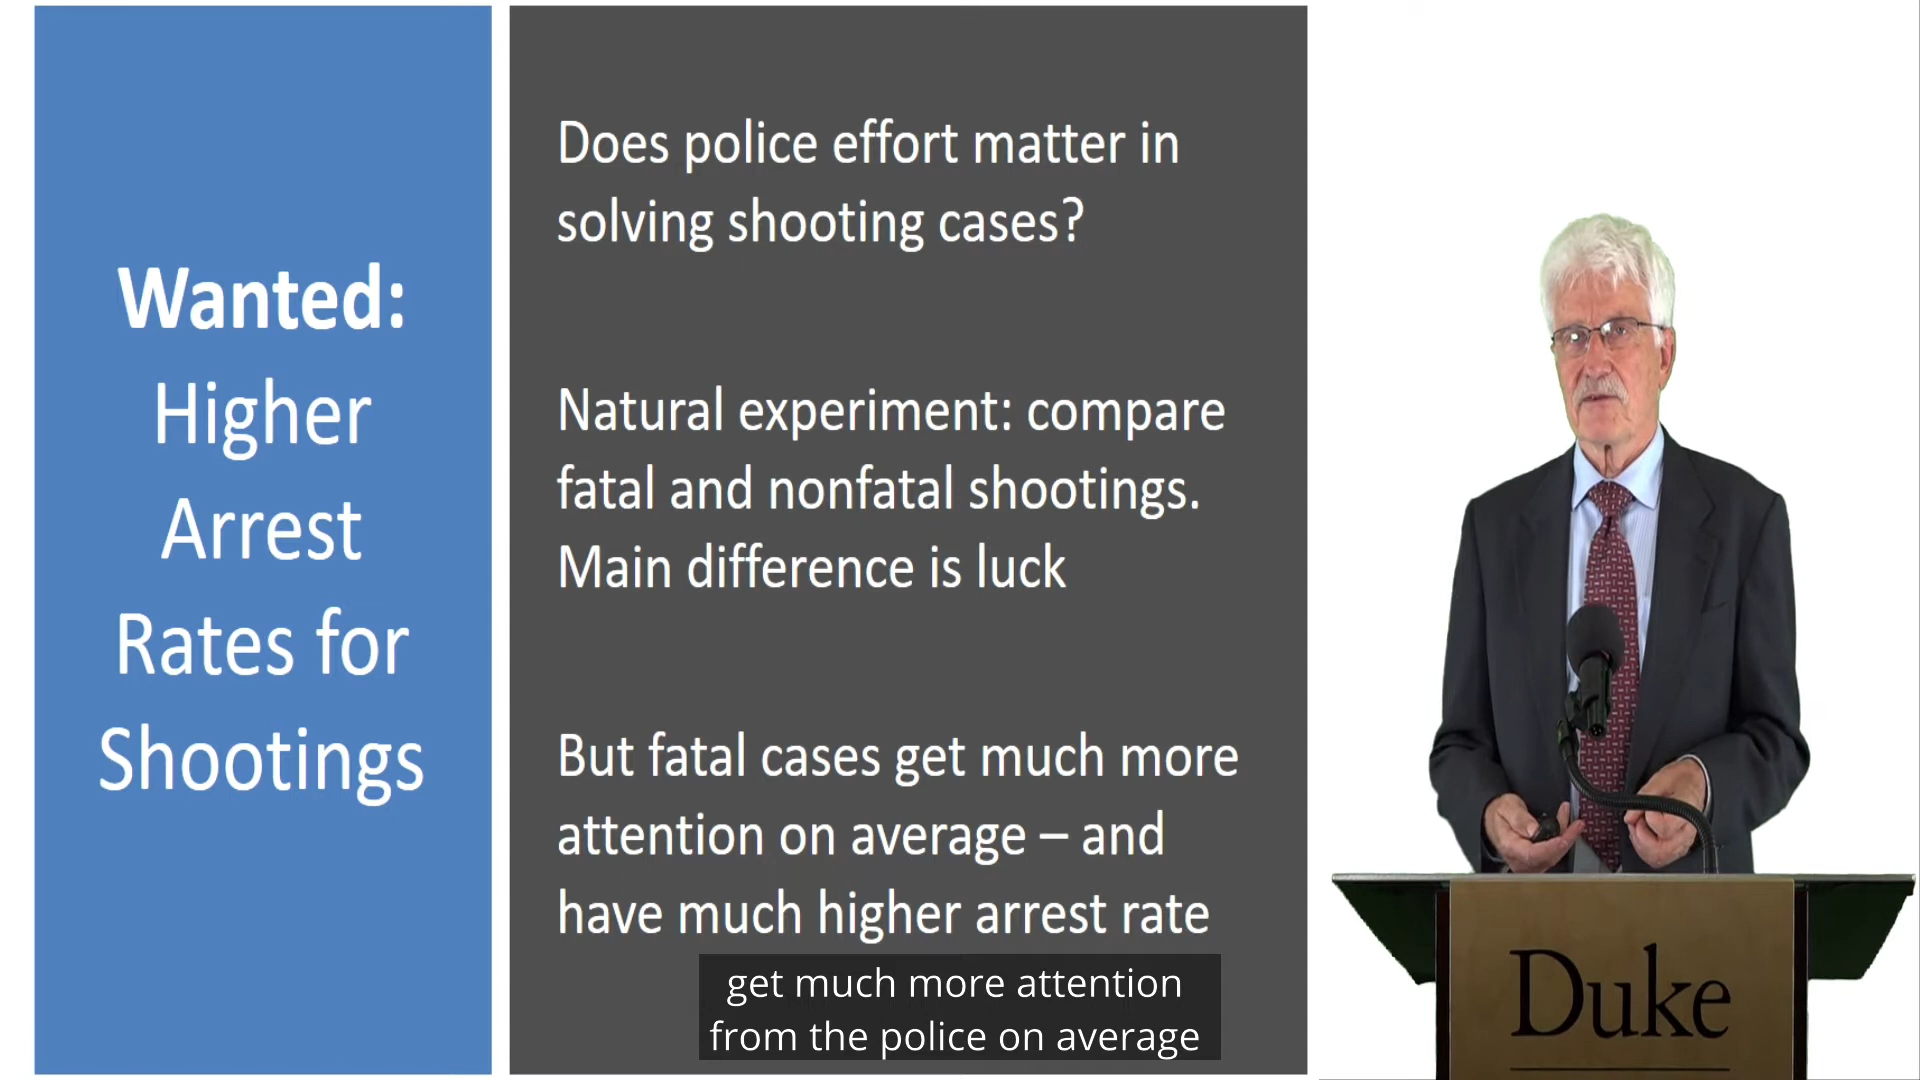 Wanted:
Higher
Arrest
Rates for
Shootings
Does police effort matter in
solving shooting cases?
Natural experiment: compare
fatal and nonfatal shootings.
Main difference is luck
But fatal cases get much more
attention on average – and
have much higher arrest rate
get much more attention
from the police on average
Duke